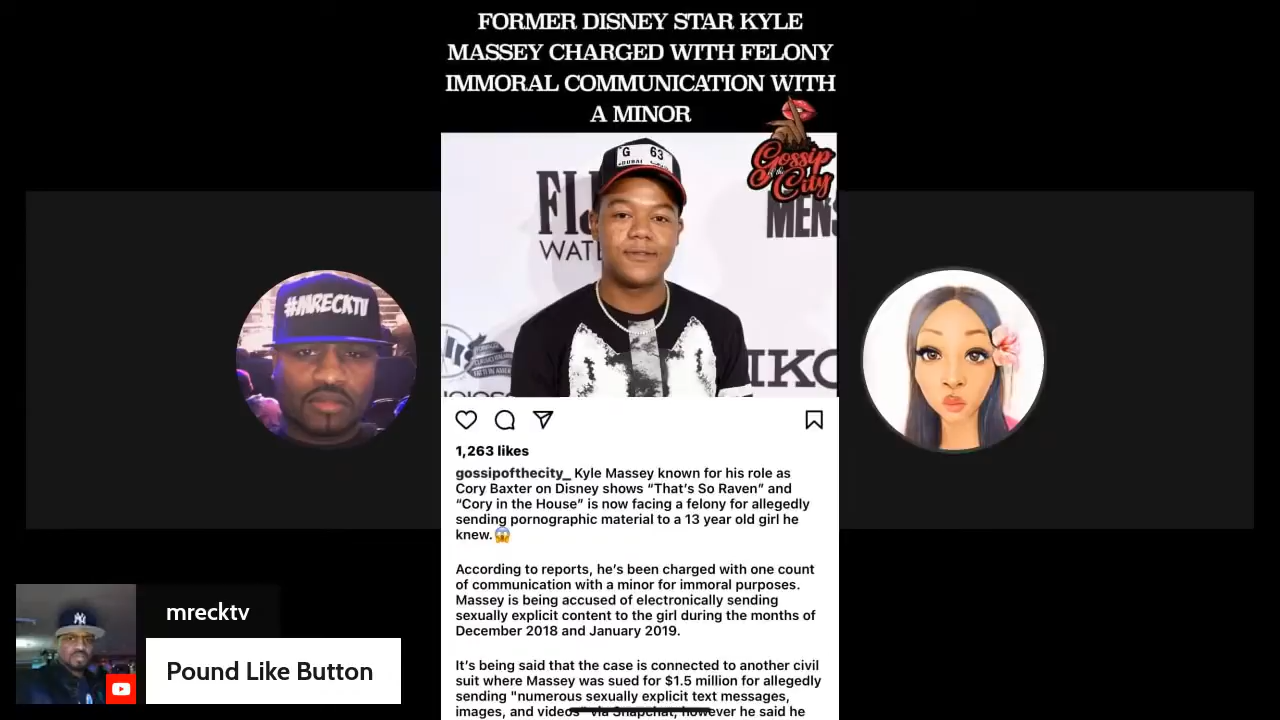 FORMER DISNEY STAR KYLE
MASSEY CHARGED WITH FELONY
IMMORAL COMMUNICATION WITH
A MINOR
Gossip
of the
City
G 63
DUBAI
FIJ
WATE
MENS
IKO
#MRECKTV
1,263 likes
gossipofthecity_ Kyle Massey known for his role as
Cory Baxter on Disney shows “That’s So Raven” and
“Cory in the House” is now facing a felony for allegedly
sending pornographic material to a 13 year old girl he
knew.😱
According to reports, he’s been charged with one count
of communication with a minor for immoral purposes.
Massey is being accused of electronically sending
sexually explicit content to the girl during the months of
December 2018 and January 2019.
It’s being said that the case is connected to another civil
suit where Massey was sued for $1.5 million for allegedly
sending "numerous sexually explicit text messages,
images, and videos" via Snapchat, however he said he
mrecktv
Pound Like Button